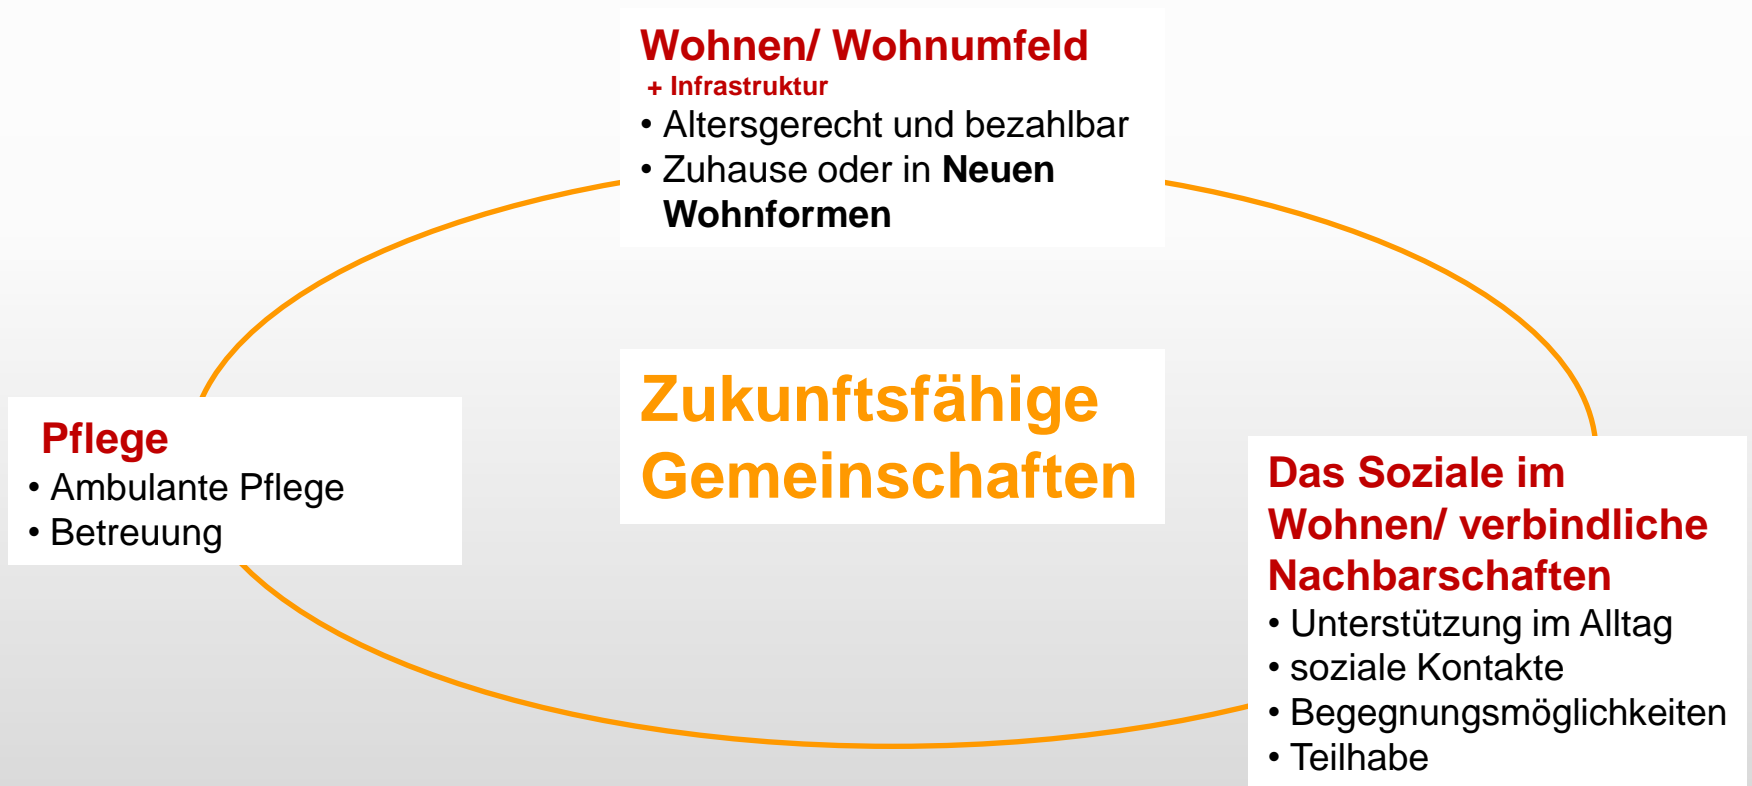 Wohnen/ Wohnumfeld
+ Infrastruktur
• Altersgerecht und bezahlbar
• Zuhause oder in Neuen
Wohnformen
Zukunftsfähige
Gemeinschaften
Pflege
• Ambulante Pflege
• Betreuung
Das Soziale im
Wohnen/ verbindliche
Nachbarschaften
• Unterstützung im Alltag
• soziale Kontakte
• Begegnungsmöglichkeiten
• Teilhabe